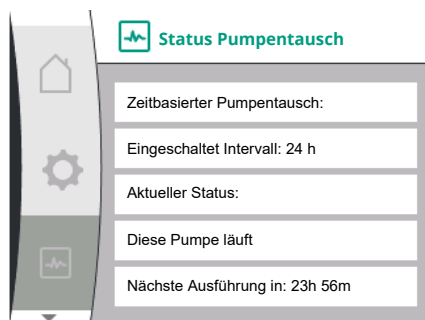 Status Pumpentausch
Zeitbasierter Pumpentausch:
Eingeschaltet Intervall: 24 h
Aktueller Status:
Diese Pumpe läuft
Nächste Ausführung in: 23h 56m